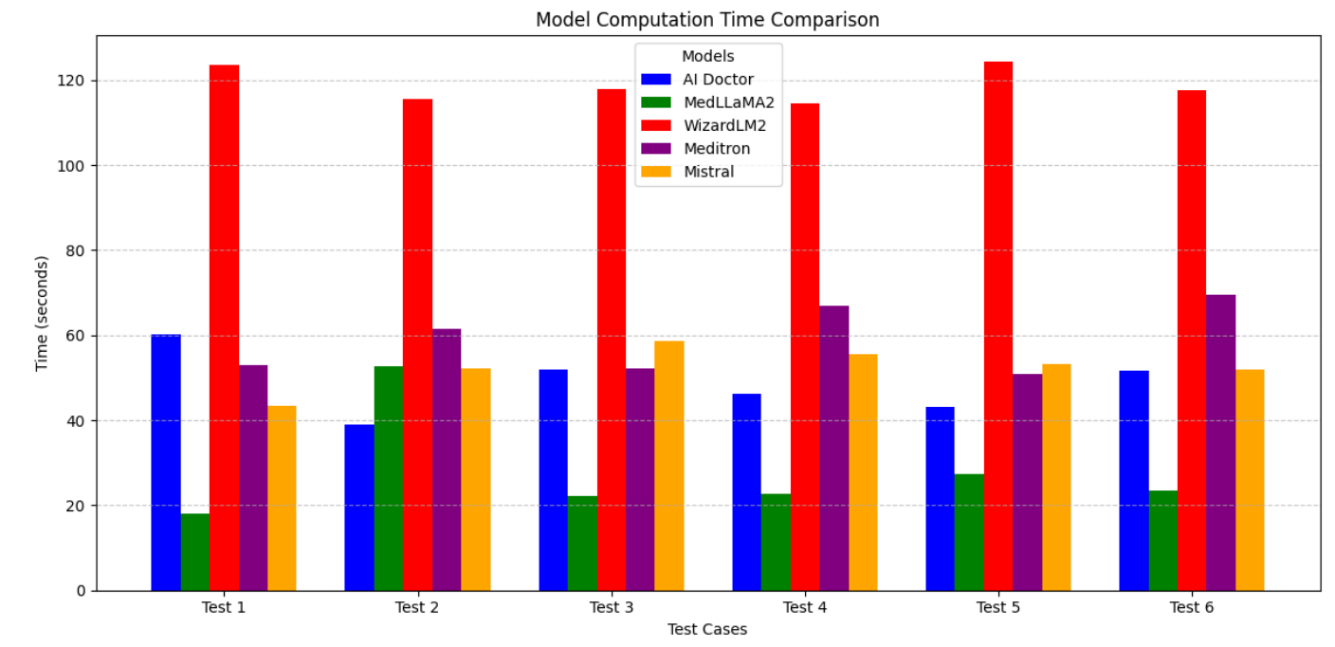 Model Computation Time Comparison
Models
AI Doctor
MedLLaMA2
WizardLM2
Meditron
Mistral
Time (seconds)
120
100
80
60
40
20
0
Test 1 Test 2 Test 3 Test 4 Test 5 Test 6
Test Cases